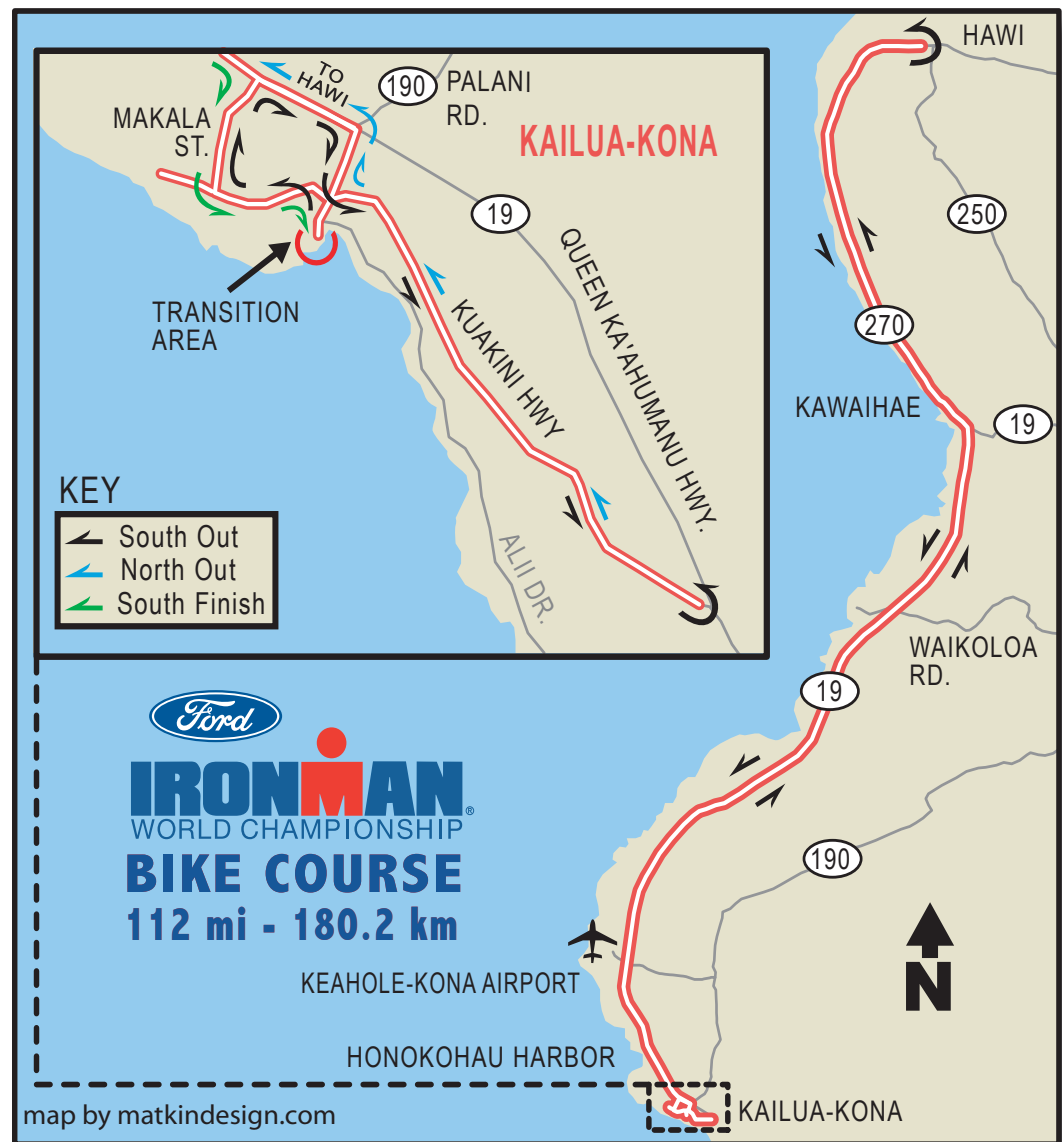 HAWI
TO
HAWI
190
PALANI
RD.
MAKALA
ST.
KAILUA-KONA
19
QUEEN KA'AHUMANU HWY.
250
TRANSITION
AREA
KUAKINI HWY
270
KAWAIHAE
19
KEY
South Out
North Out
South Finish
ALII DR.
WAIKOLOA
RD.
19
Ford
IRONMAN®
WORLD CHAMPIONSHIP
BIKE COURSE
112 mi - 180.2 km
190
N
KEAHOLE-KONA AIRPORT
HONOKOHAU HARBOR
map by matkindesign.com
KAILUA-KONA